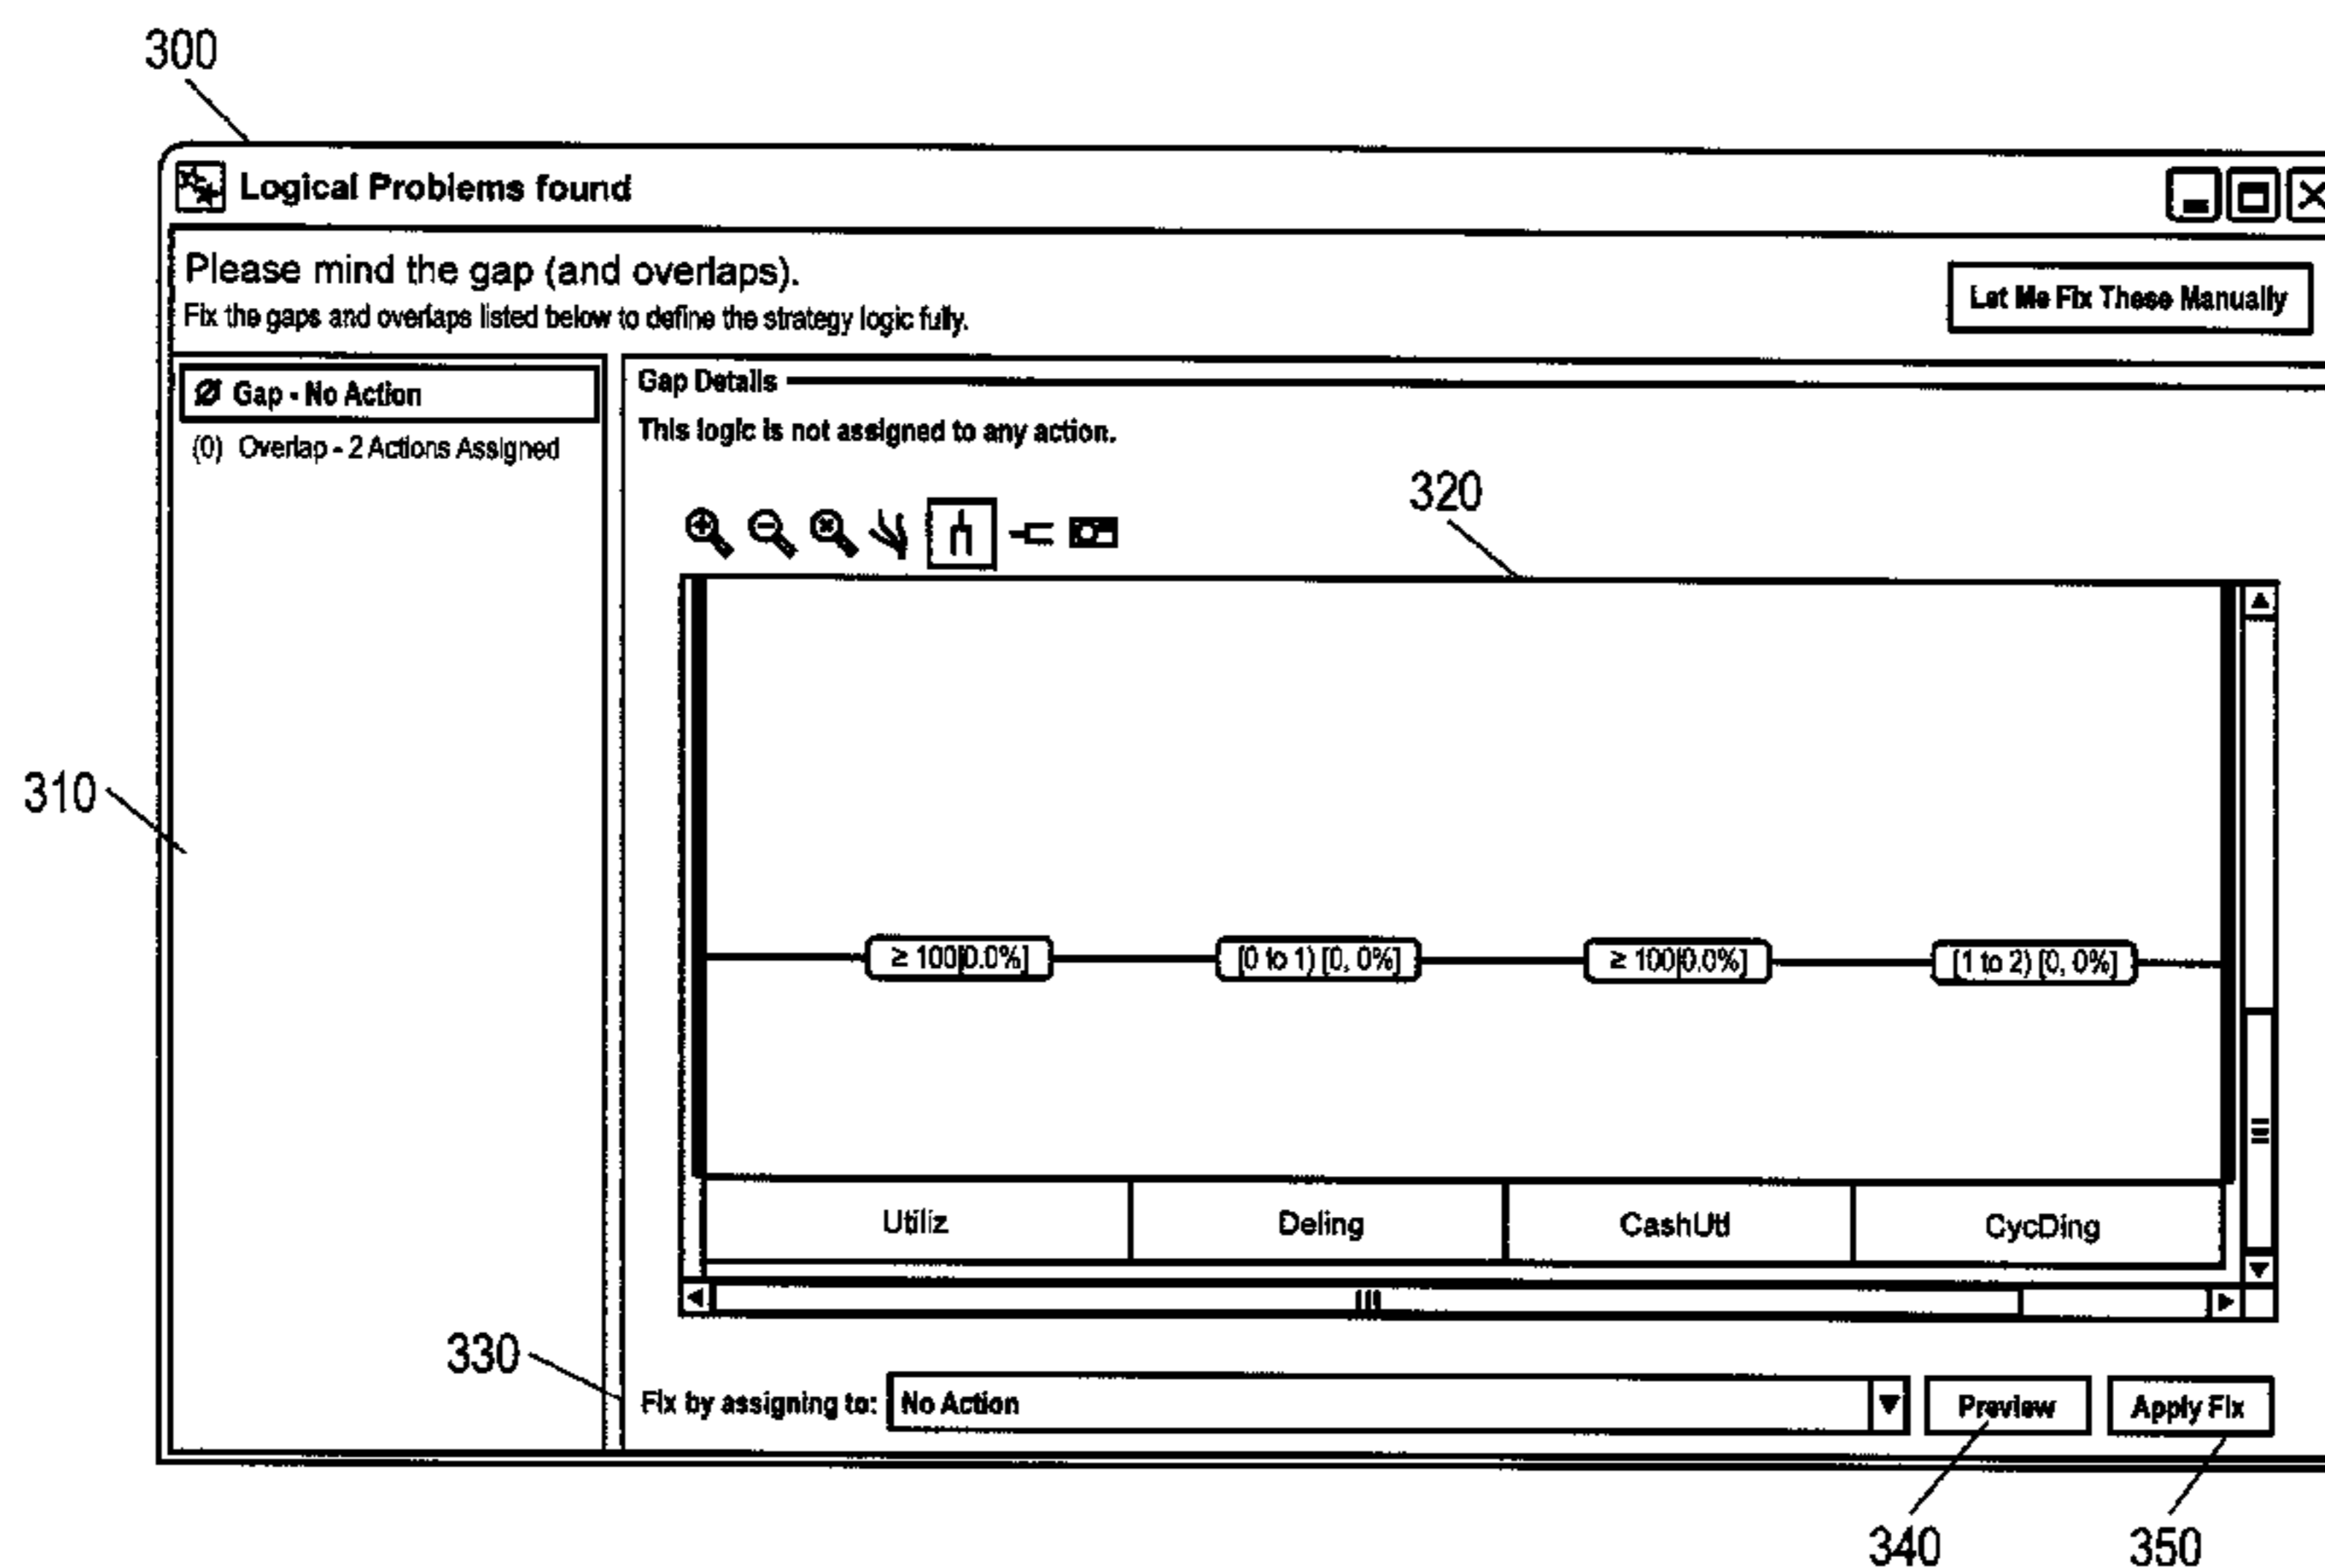 300
Logical Problems found
Please mind the gap (and overlaps).
Let Me Fix These Manually
Fix the gaps and overlaps listed below to define the strategy logic fully.
Ø Gap - No Action
(0) Overlap - 2 Actions Assigned
Gap Details
This logic is not assigned to any action.
320
310
≥ 100[0.0%] [0 to 1) [0, 0%] ≥ 100[0.0%] [1 to 2) [0, 0%]
Utiliz Deling CashUtl CycDing
330
Fix by assigning to: No Action Preview Apply Fix
340 350